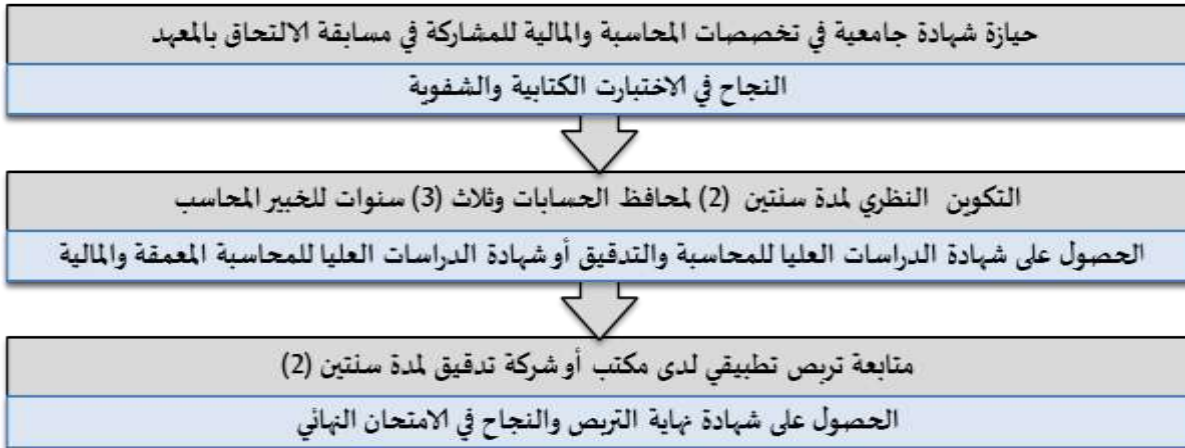 حيازة شهادة جامعية في تخصصات المحاسبة والمالية للمشاركة في مسابقة الالتحاق بالمعهد
النجاح في الاختبارت الكتابية والشفوية
التكوين النظري لمدة سنتين (2) لمحافظ الحسابات وثلاث (3) سنوات للخبير المحاسب
الحصول على شهادة الدراسات العليا للمحاسبة والتدقيق أو شهادة الدراسات العليا للمحاسبة المعمقة والمالية
متابعة تربص تطبيقي لدى مكتب أو شركة تدقيق لمدة سنتين (2)
الحصول على شهادة نهاية التربص والنجاح في الامتحان النهائي